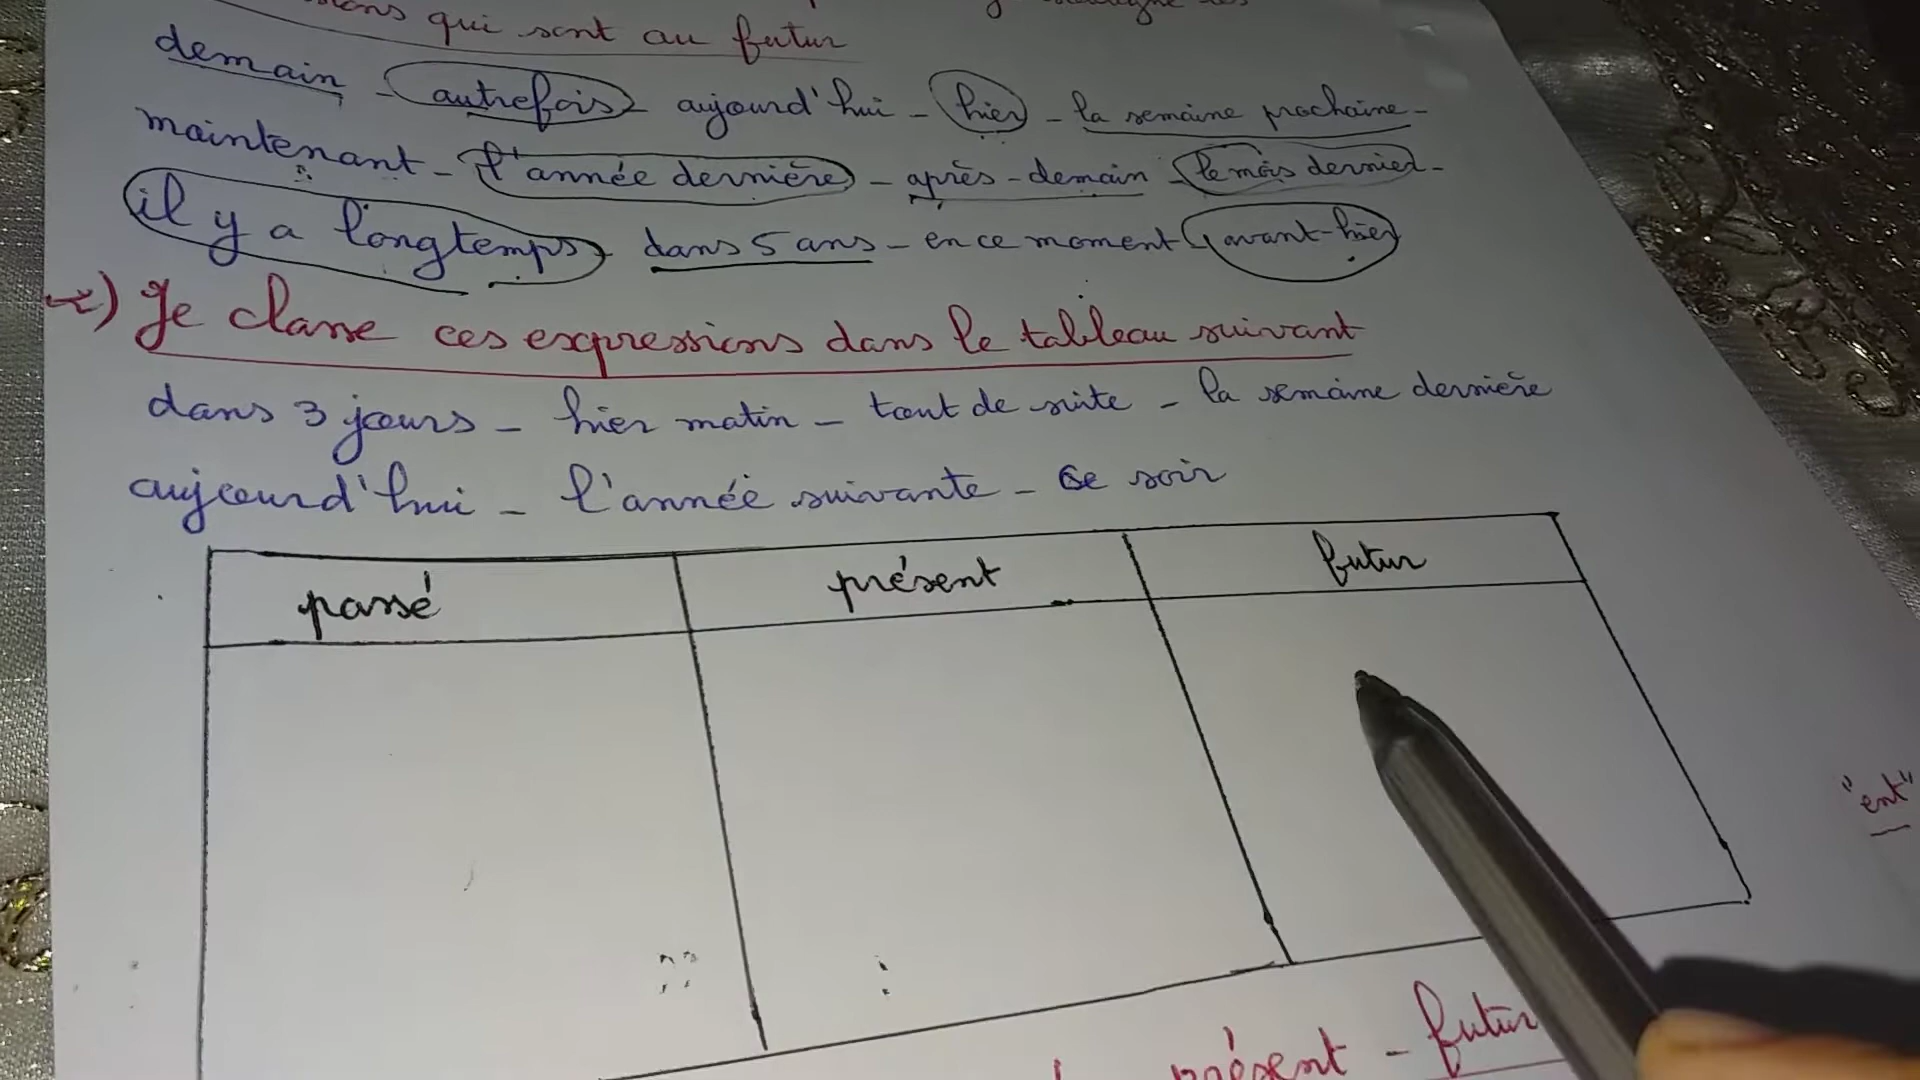 qui sont au futur
demain - autrefois - aujourd'hui - hier - la semaine prochaine -
maintenant - l'année dernière - après-demain - le mois dernier -
il y a longtemps - dans 5 ans - en ce moment - avant-hier
2) Je classe ces expressions dans le tableau suivant
dans 3 jours - hier matin - tout de suite - la semaine dernière
aujourd'hui - l'année suivante - ce soir
passé présent futur
"ent"
présent - futur